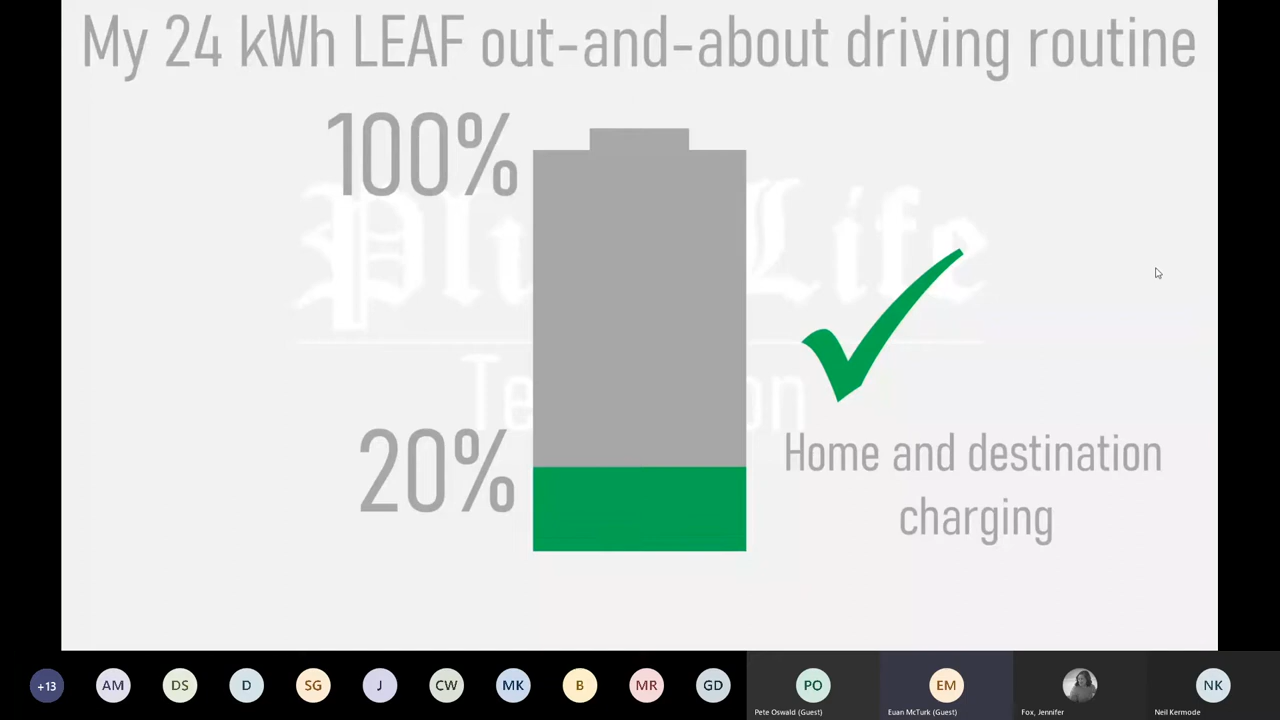 My 24 kWh LEAF out-and-about driving routine
100%
20%
Home and destination
charging
+13
AM
DS
D
SG
J
CW
MK
B
MR
GD
PO
EM
NK
Pete Oswald (Guest)
Euan McTurk (Guest)
Fox, Jennifer
Neil Kermode